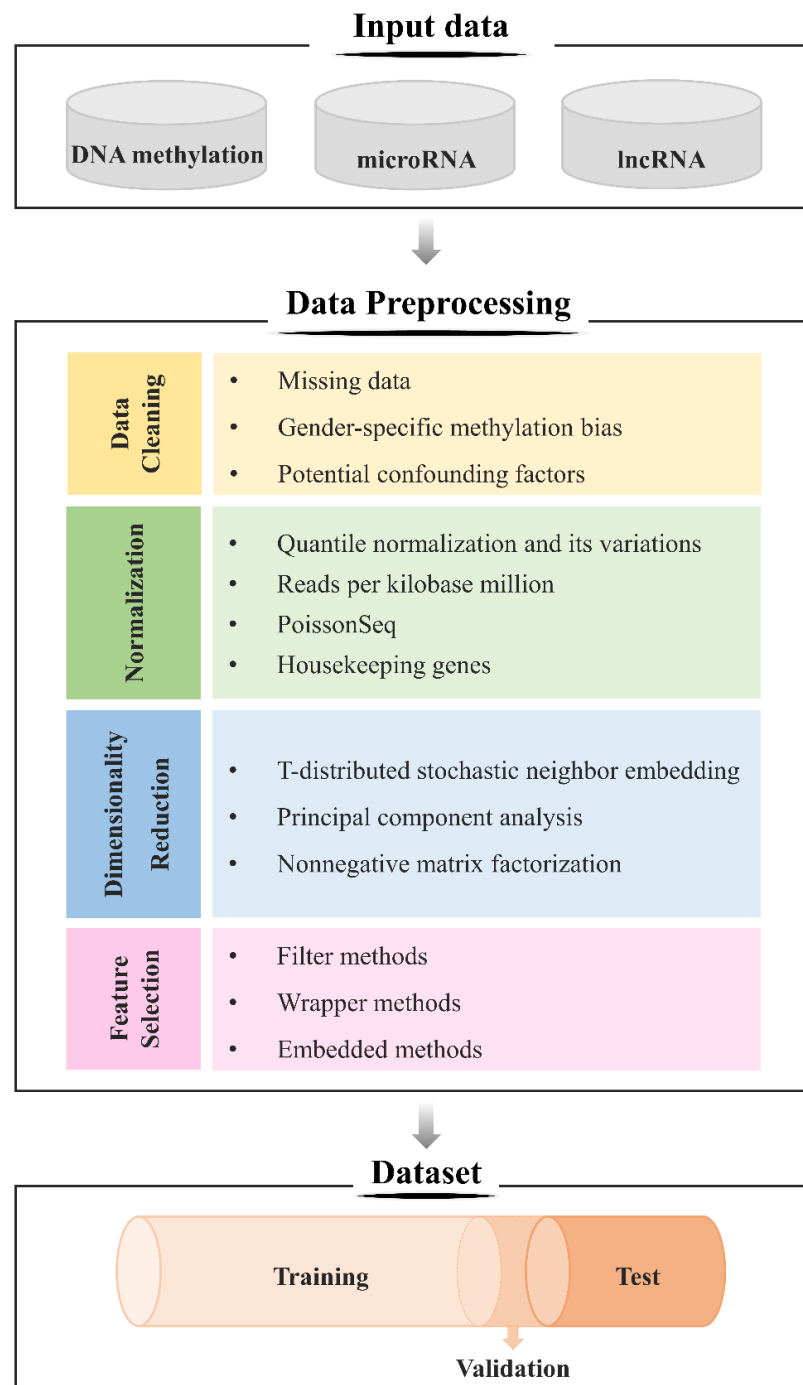 Input data
DNA methylation
microRNA
lncRNA
Data Preprocessing
Data
Cleaning
• Missing data
• Gender-specific methylation bias
• Potential confounding factors
Normalization
• Quantile normalization and its variations
• Reads per kilobase million
• PoissonSeq
• Housekeeping genes
Dimensionality
Reduction
• T-distributed stochastic neighbor embedding
• Principal component analysis
• Nonnegative matrix factorization
Feature
Selection
• Filter methods
• Wrapper methods
• Embedded methods
Dataset
Training
Test
Validation